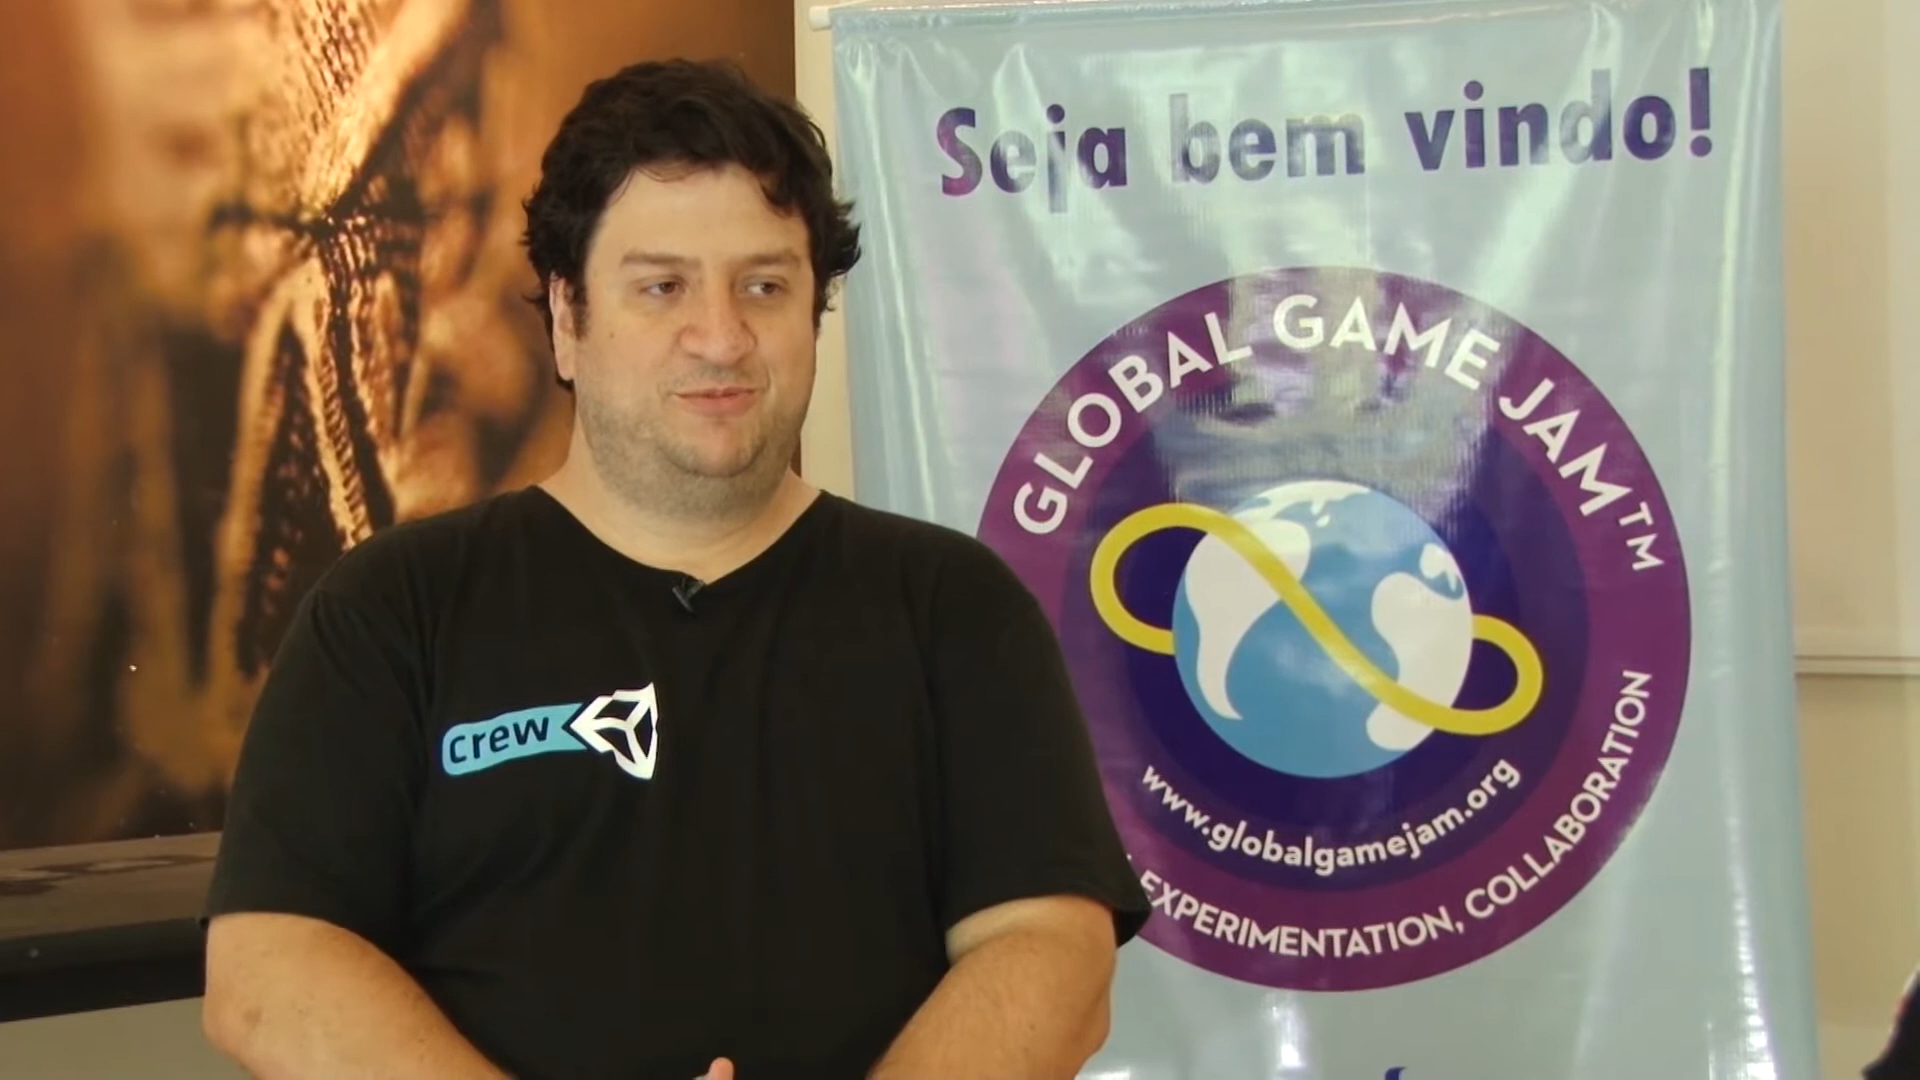 Seja bem vindo!
GLOBAL GAME JAM™
www.globalgamejam.org
EXPERIMENTATION, COLLABORATION
crew